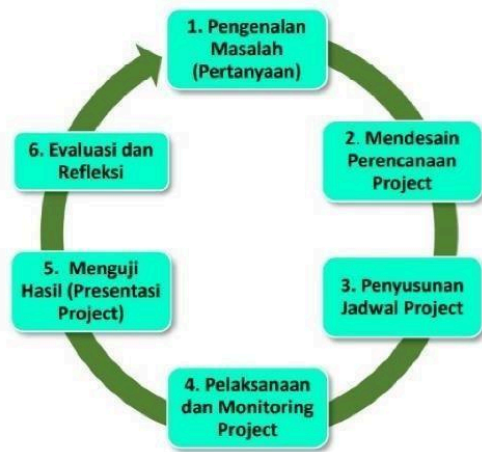 1. Pengenalan
Masalah
(Pertanyaan)
2. Mendesain
Perencanaan
Project
3. Penyusunan
Jadwal Project
4. Pelaksanaan
dan Monitoring
Project
5. Menguji
Hasil (Presentasi
Project)
6. Evaluasi dan
Refleksi